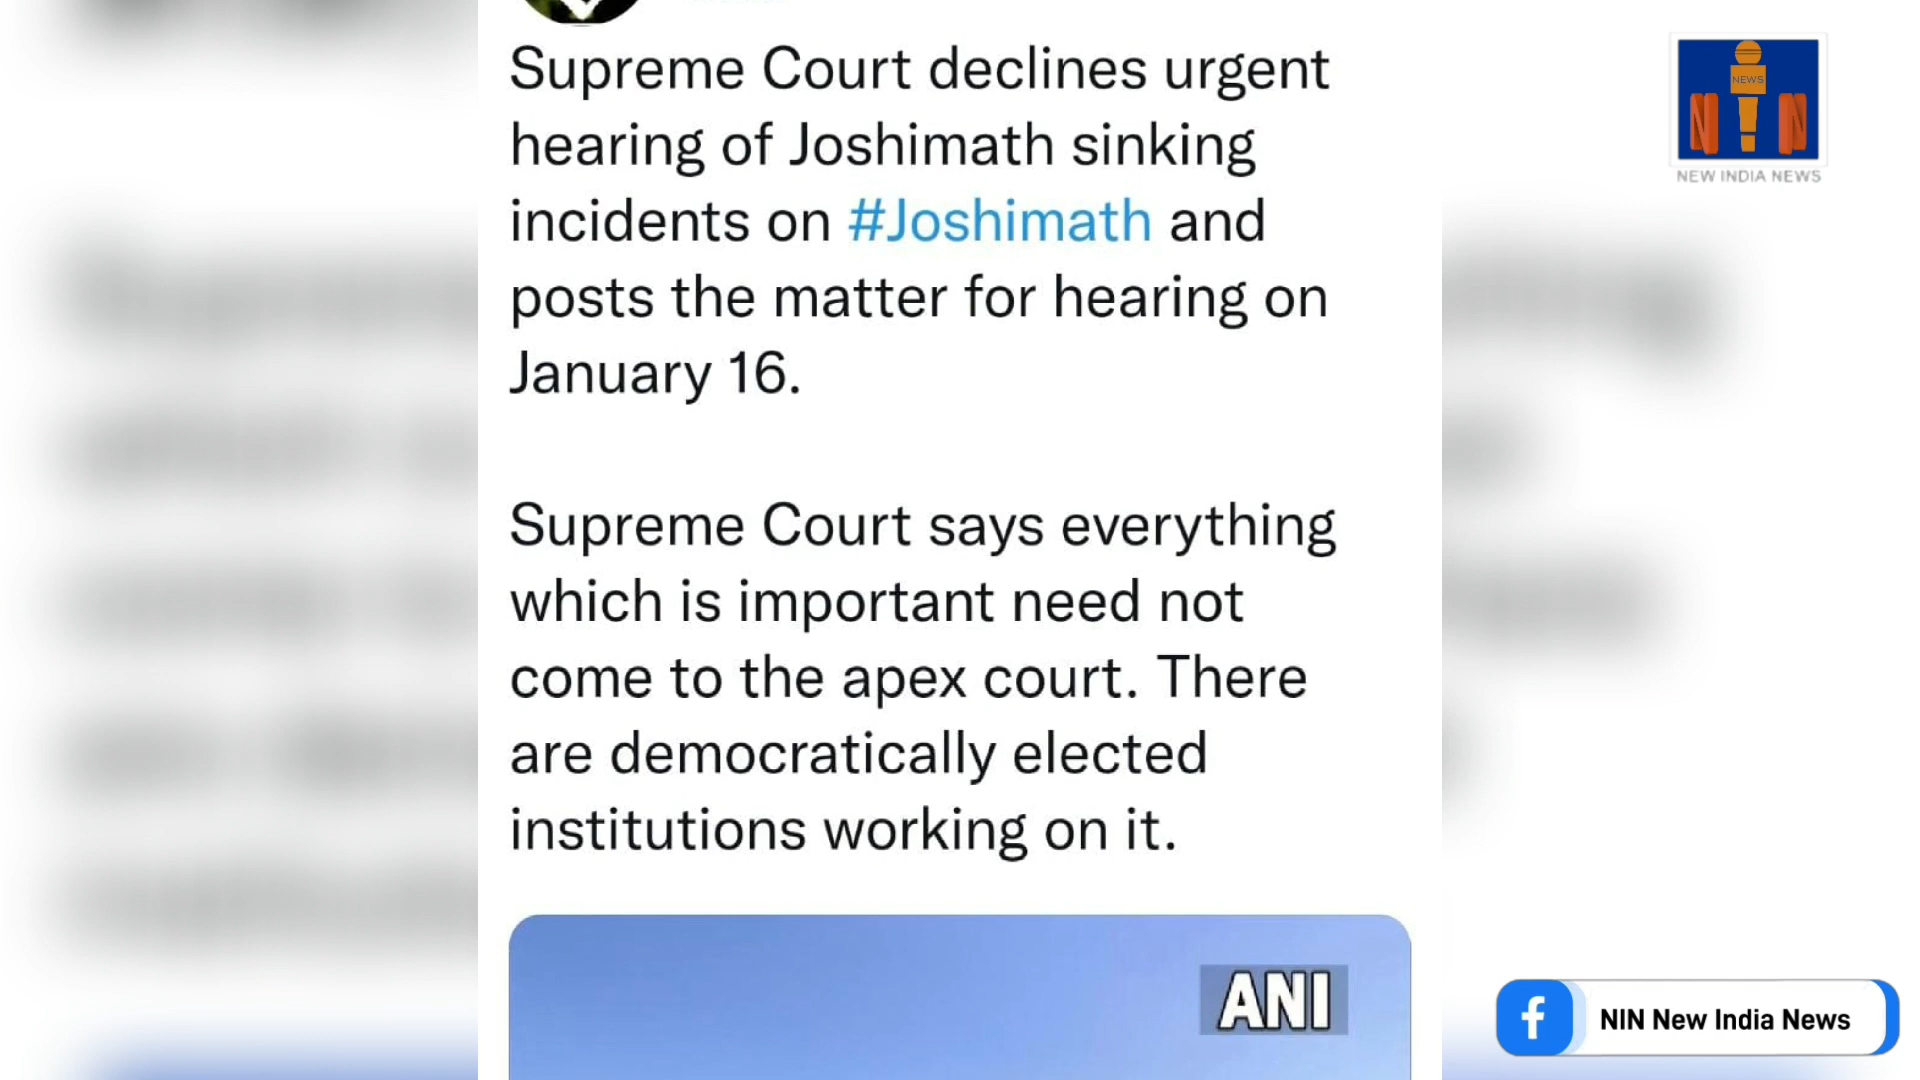 Supreme Court declines urgent
hearing of Joshimath sinking
incidents on #Joshimath and
posts the matter for hearing on
January 16.
Supreme Court says everything
which is important need not
come to the apex court. There
are democratically elected
institutions working on it.
ANI
NEWS
N N
NEW INDIA NEWS
f NIN New India News